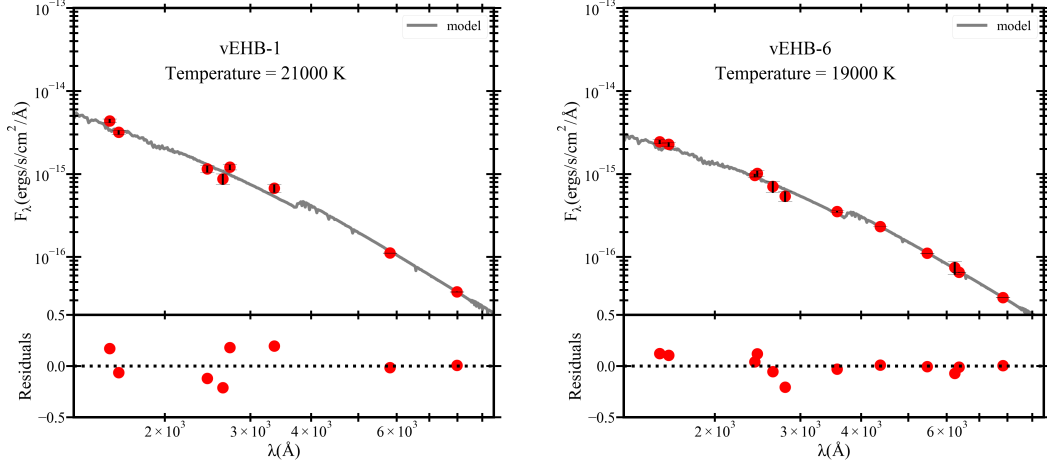 vEHB-1
Temperature = 21000 K
model
F_λ(ergs/s/cm²/Å)
10⁻¹³
10⁻¹⁴
10⁻¹⁵
10⁻¹⁶
Residuals
0.5
0.0
−0.5
2 × 10³ 3 × 10³ 4 × 10³ 6 × 10³
λ(Å)
vEHB-6
Temperature = 19000 K
model
F_λ(ergs/s/cm²/Å)
10⁻¹³
10⁻¹⁴
10⁻¹⁵
10⁻¹⁶
Residuals
0.5
0.0
−0.5
2 × 10³ 3 × 10³ 4 × 10³ 6 × 10³
λ(Å)